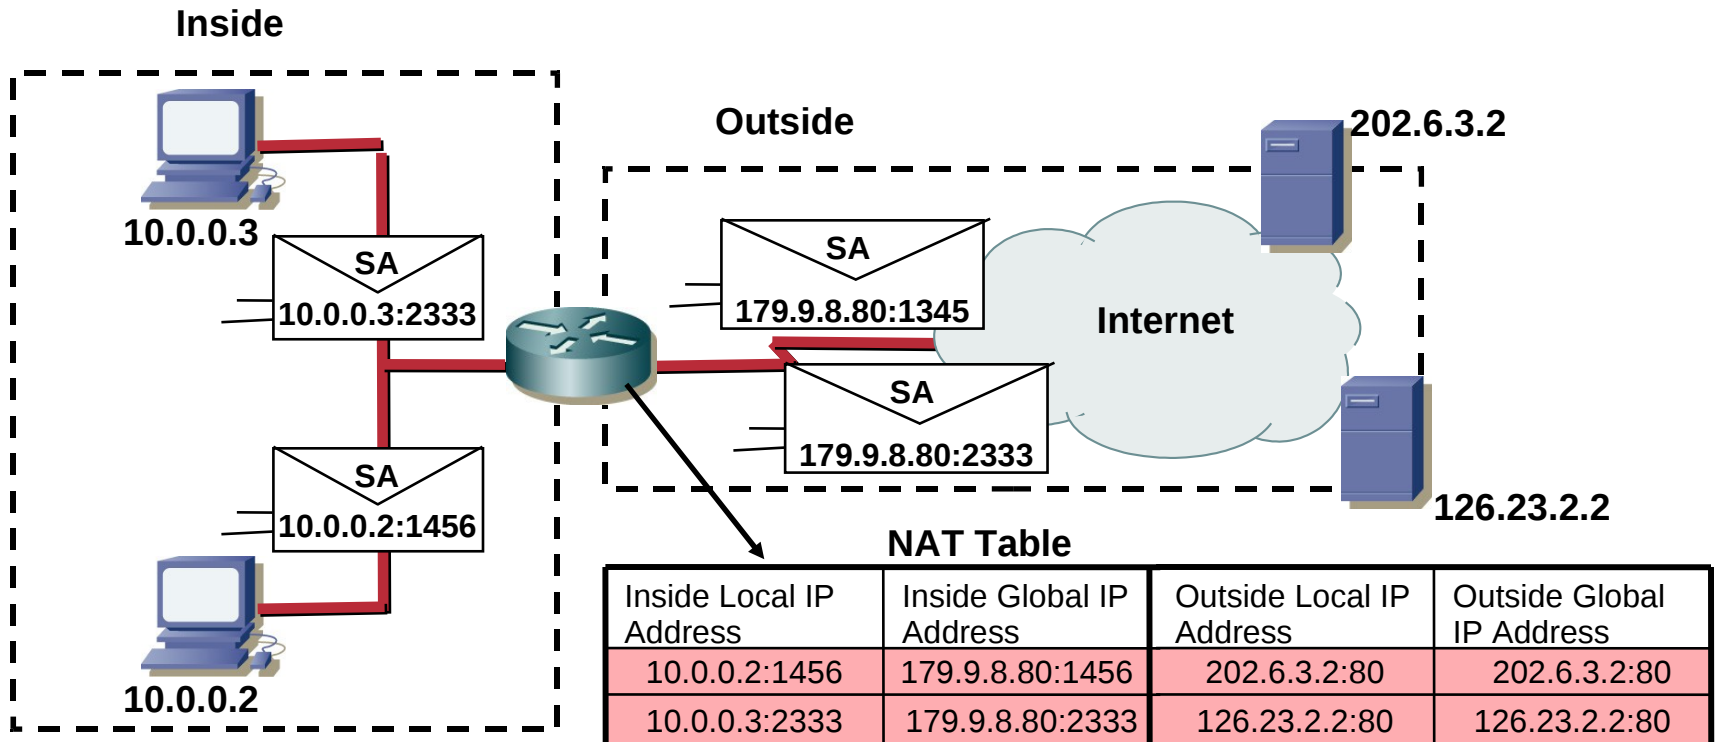 Inside
Outside
202.6.3.2
10.0.0.3
SA
10.0.0.3:2333
SA
179.9.8.80:1345
Internet
SA
179.9.8.80:2333
SA
10.0.0.2:1456
10.0.0.2
126.23.2.2
NAT Table
Inside Local IP
Address
Inside Global IP
Address
Outside Local IP
Address
Outside Global
IP Address
10.0.0.2:1456 179.9.8.80:1456 202.6.3.2:80 202.6.3.2:80
10.0.0.3:2333 179.9.8.80:2333 126.23.2.2:80 126.23.2.2:80